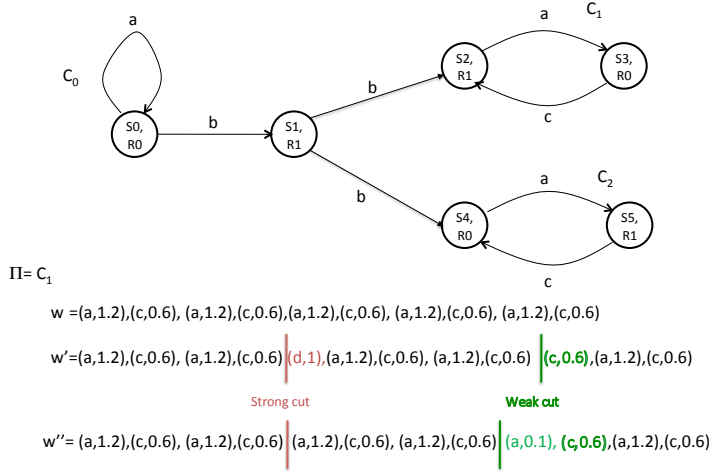 a
C₁
C₀
S2,
R1
a
S3,
R0
b
c
S0,
R0
b
S1,
R1
b
a
C₂
S4,
R0
S5,
R1
c
Π= C₁
w =(a,1.2),(c,0.6), (a,1.2),(c,0.6),(a,1.2),(c,0.6), (a,1.2),(c,0.6), (a,1.2),(c,0.6)
w'=(a,1.2),(c,0.6), (a,1.2),(c,0.6) (d,1),(a,1.2),(c,0.6), (a,1.2),(c,0.6) (c,0.6),(a,1.2),(c,0.6)
Strong cut Weak cut
w''= (a,1.2),(c,0.6), (a,1.2),(c,0.6) (a,1.2),(c,0.6), (a,1.2),(c,0.6) (a,0.1), (c,0.6),(a,1.2),(c,0.6)